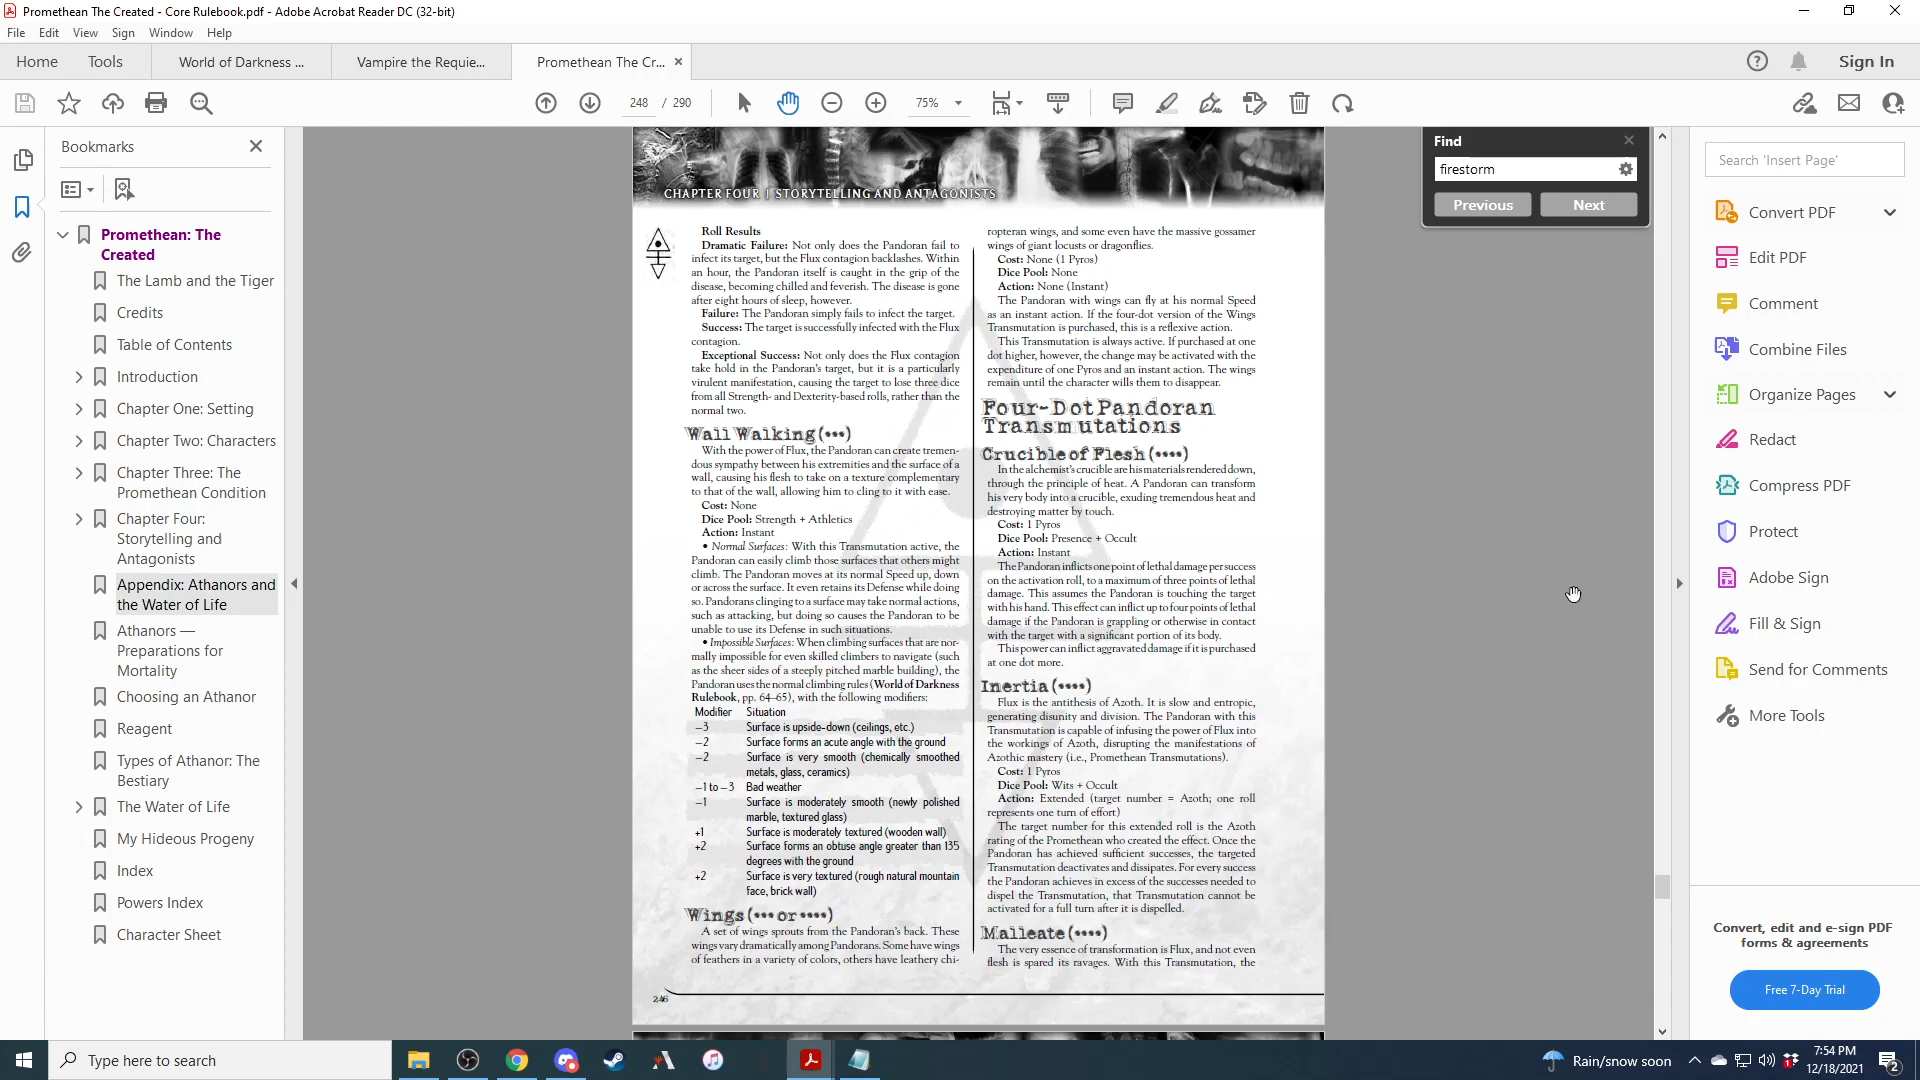 Promethean The Created - Core Rulebook.pdf - Adobe Acrobat Reader DC (32-bit)
File Edit View Sign Window Help
Home Tools World of Darkness ... Vampire the Requie... Promethean The Cr... Sign In
248 / 290 75%
Bookmarks
Promethean: The
Created
The Lamb and the Tiger
Credits
Table of Contents
Introduction
Chapter One: Setting
Chapter Two: Characters
Chapter Three: The
Promethean Condition
Chapter Four:
Storytelling and
Antagonists
Appendix: Athanors and
the Water of Life
Athanors —
Preparations for
Mortality
Choosing an Athanor
Reagent
Types of Athanor: The
Bestiary
The Water of Life
My Hideous Progeny
Index
Powers Index
Character Sheet
CHAPTER FOUR | STORYTELLING AND ANTAGONISTS
Roll Results
Dramatic Failure: Not only does the Pandoran fail to
infect its target, but the Flux contagion backlashes. Within
an hour, the Pandoran itself is caught in the grip of the
disease, becoming chilled and feverish. The disease is gone
after eight hours of sleep, however.
Failure: The Pandoran simply fails to infect the target.
Success: The target is successfully infected with the Flux
contagion.
Exceptional Success: Not only does the Flux contagion
take hold in the Pandoran's target, but it is a particularly
virulent manifestation, causing the target to lose three dice
from all Strength- and Dexterity-based rolls, rather than the
normal two.
Wall Walking (•••)
With the power of Flux, the Pandoran can create tremen-
dous sympathy between his extremities and the surface of a
wall, causing his flesh to take on a texture complementary
to that of the wall, allowing him to cling to it with ease.
Cost: None
Dice Pool: Strength + Athletics
Action: Instant
• Normal Surfaces: With this Transmutation active, the
Pandoran can easily climb those surfaces that others might
climb. The Pandoran moves at its normal Speed up, down
or across the surface. It even retains its Defense while doing
so. Pandorans clinging to a surface may take normal actions,
such as attacking, but doing so causes the Pandoran to be
unable to use its Defense in such situations.
• Impossible Surfaces: When climbing surfaces that are nor-
mally impossible for even skilled climbers to navigate (such
as the sheer sides of a steeply pitched marble building), the
Pandoran uses the normal climbing rules (World of Darkness
Rulebook, pp. 64–65), with the following modifiers:
Modifier Situation
–3 Surface is upside-down (ceilings, etc.)
–2 Surface forms an acute angle with the ground
–2 Surface is very smooth (chemically smoothed
metals, glass, ceramics)
–1 to –3 Bad weather
–1 Surface is moderately smooth (newly polished
marble, textured glass)
+1 Surface is moderately textured (wooden wall)
+2 Surface forms an obtuse angle greater than 135
degrees with the ground
+2 Surface is very textured (rough natural mountain
face, brick wall)
Wings (••• or ••••)
A set of wings sprouts from the Pandoran's back. These
wings vary dramatically among Pandorans. Some have wings
of feathers in a variety of colors, others have leathery chi-
246
ropteran wings, and some even have the massive gossamer
wings of giant locusts or dragonflies.
Cost: None (1 Pyros)
Dice Pool: None
Action: None (Instant)
The Pandoran with wings can fly at his normal Speed
as an instant action. If the four-dot version of the Wings
Transmutation is purchased, this is a reflexive action.
This Transmutation is always active. If purchased at one
dot higher, however, the change may be activated with the
expenditure of one Pyros and an instant action. The wings
remain until the character wills them to disappear.
Four-Dot Pandoran
Transmutations
Crucible of Flesh (••••)
In the alchemist's crucible are his materials rendered down,
through the principle of heat. A Pandoran can transform
his very body into a crucible, exuding tremendous heat and
destroying matter by touch.
Cost: 1 Pyros
Dice Pool: Presence + Occult
Action: Instant
The Pandoran inflicts one point of lethal damage per success
on the activation roll, to a maximum of three points of lethal
damage. This assumes the Pandoran is touching the target
with his hand. This effect can inflict up to four points of lethal
damage if the Pandoran is grappling or otherwise in contact
with the target with a significant portion of its body.
This power can inflict aggravated damage if it is purchased
at one dot more.
Inertia (••••)
Flux is the antithesis of Azoth. It is slow and entropic,
generating disunity and division. The Pandoran with this
Transmutation is capable of infusing the power of Flux into
the workings of Azoth, disrupting the manifestations of
Azothic mastery (i.e., Promethean Transmutations).
Cost: 1 Pyros
Dice Pool: Wits + Occult
Action: Extended (target number = Azoth; one roll
represents one turn of effort)
The target number for this extended roll is the Azoth
rating of the Promethean who created the effect. Once the
Pandoran has achieved sufficient successes, the targeted
Transmutation deactivates and dissipates. For every success
the Pandoran achieves in excess of the successes needed to
dispel the Transmutation, that Transmutation cannot be
activated for a full turn after it is dispelled.
Malleate (••••)
The very essence of transformation is Flux, and not even
flesh is spared its ravages. With this Transmutation, the
Find
firestorm
Previous Next
Search 'Insert Page'
Convert PDF
Edit PDF
Comment
Combine Files
Organize Pages
Redact
Compress PDF
Protect
Adobe Sign
Fill & Sign
Send for Comments
More Tools
Convert, edit and e-sign PDF
forms & agreements
Free 7-Day Trial
Type here to search
Rain/snow soon
7:54 PM
12/18/2021
2